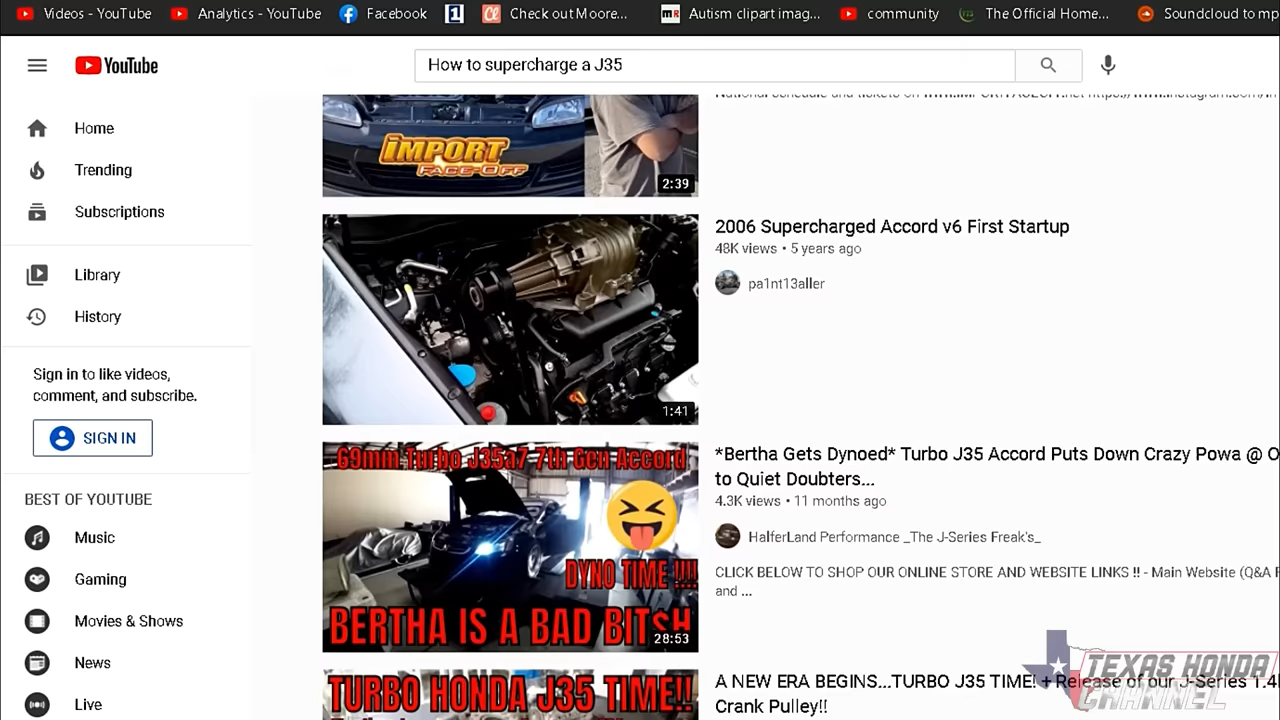 Videos - YouTube
Analytics - YouTube
Facebook
1
Check out Moore...
mR
Autism clipart imag...
community
The Official Home...
Soundcloud to mp
YouTube
How to supercharge a J35
Home
Trending
Subscriptions
Library
History
Sign in to like videos,
comment, and subscribe.
SIGN IN
BEST OF YOUTUBE
Music
Gaming
Movies & Shows
News
Live
IMPORT
FACE-OFF
2:39
1:41
2006 Supercharged Accord v6 First Startup
48K views • 5 years ago
pa1nt13aller
69mm Turbo J35a7 7th Gen Accord
DYNO TIME !!!!
BERTHA IS A BAD BIT$H
28:53
*Bertha Gets Dynoed* Turbo J35 Accord Puts Down Crazy Powa @ O
to Quiet Doubters...
4.3K views • 11 months ago
HalferLand Performance _The J-Series Freak's_
CLICK BELOW TO SHOP OUR ONLINE STORE AND WEBSITE LINKS !! - Main Website (Q&A F
and ...
TURBO HONDA J35 TIME!!
A NEW ERA BEGINS...TURBO J35 TIME! + Release of our J-Series 1.4
Crank Pulley!!
TEXAS HONDA
CHANNEL